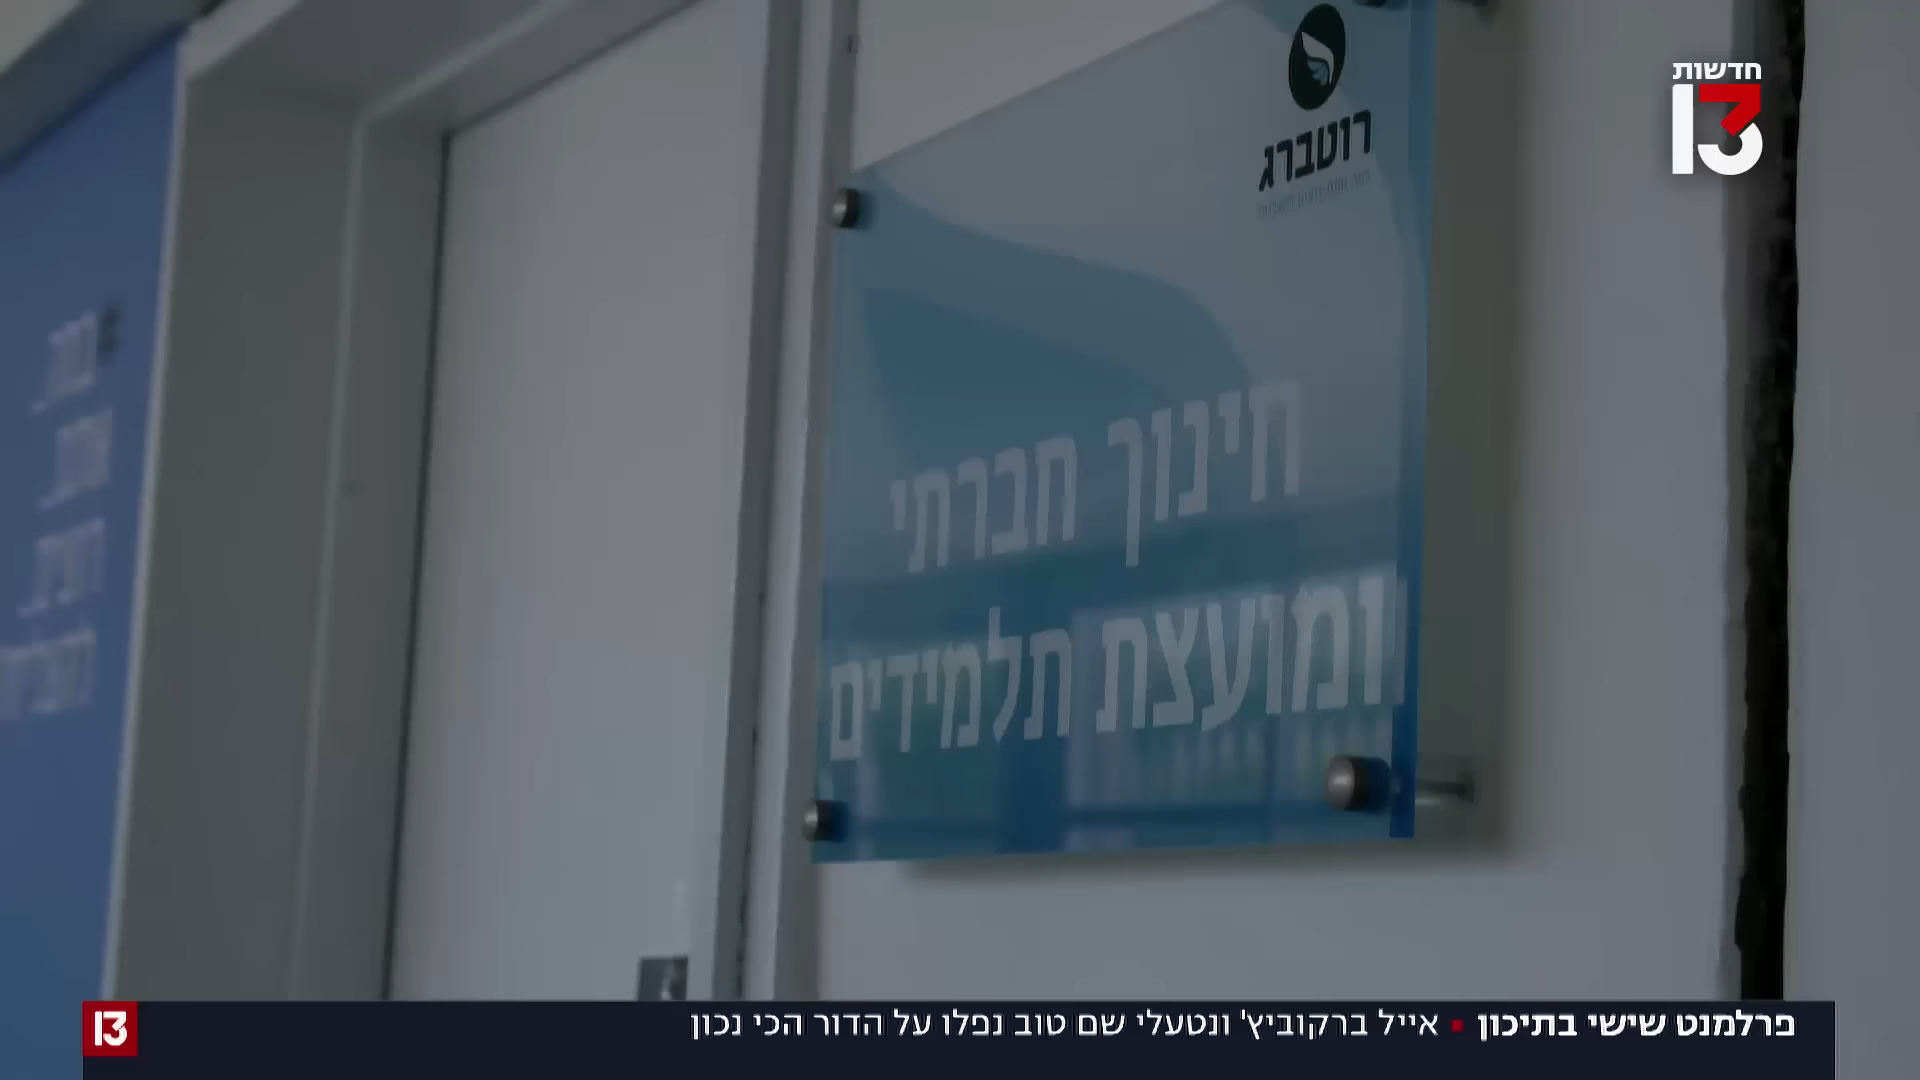 חדשות
13
רוטברג
חינוך חברתי
ומועצת תלמידים
פרלמנט שישי בתיכון ▪ אייל ברקוביץ' ונטעלי שם טוב נפלו על הדור הכי נכון
13